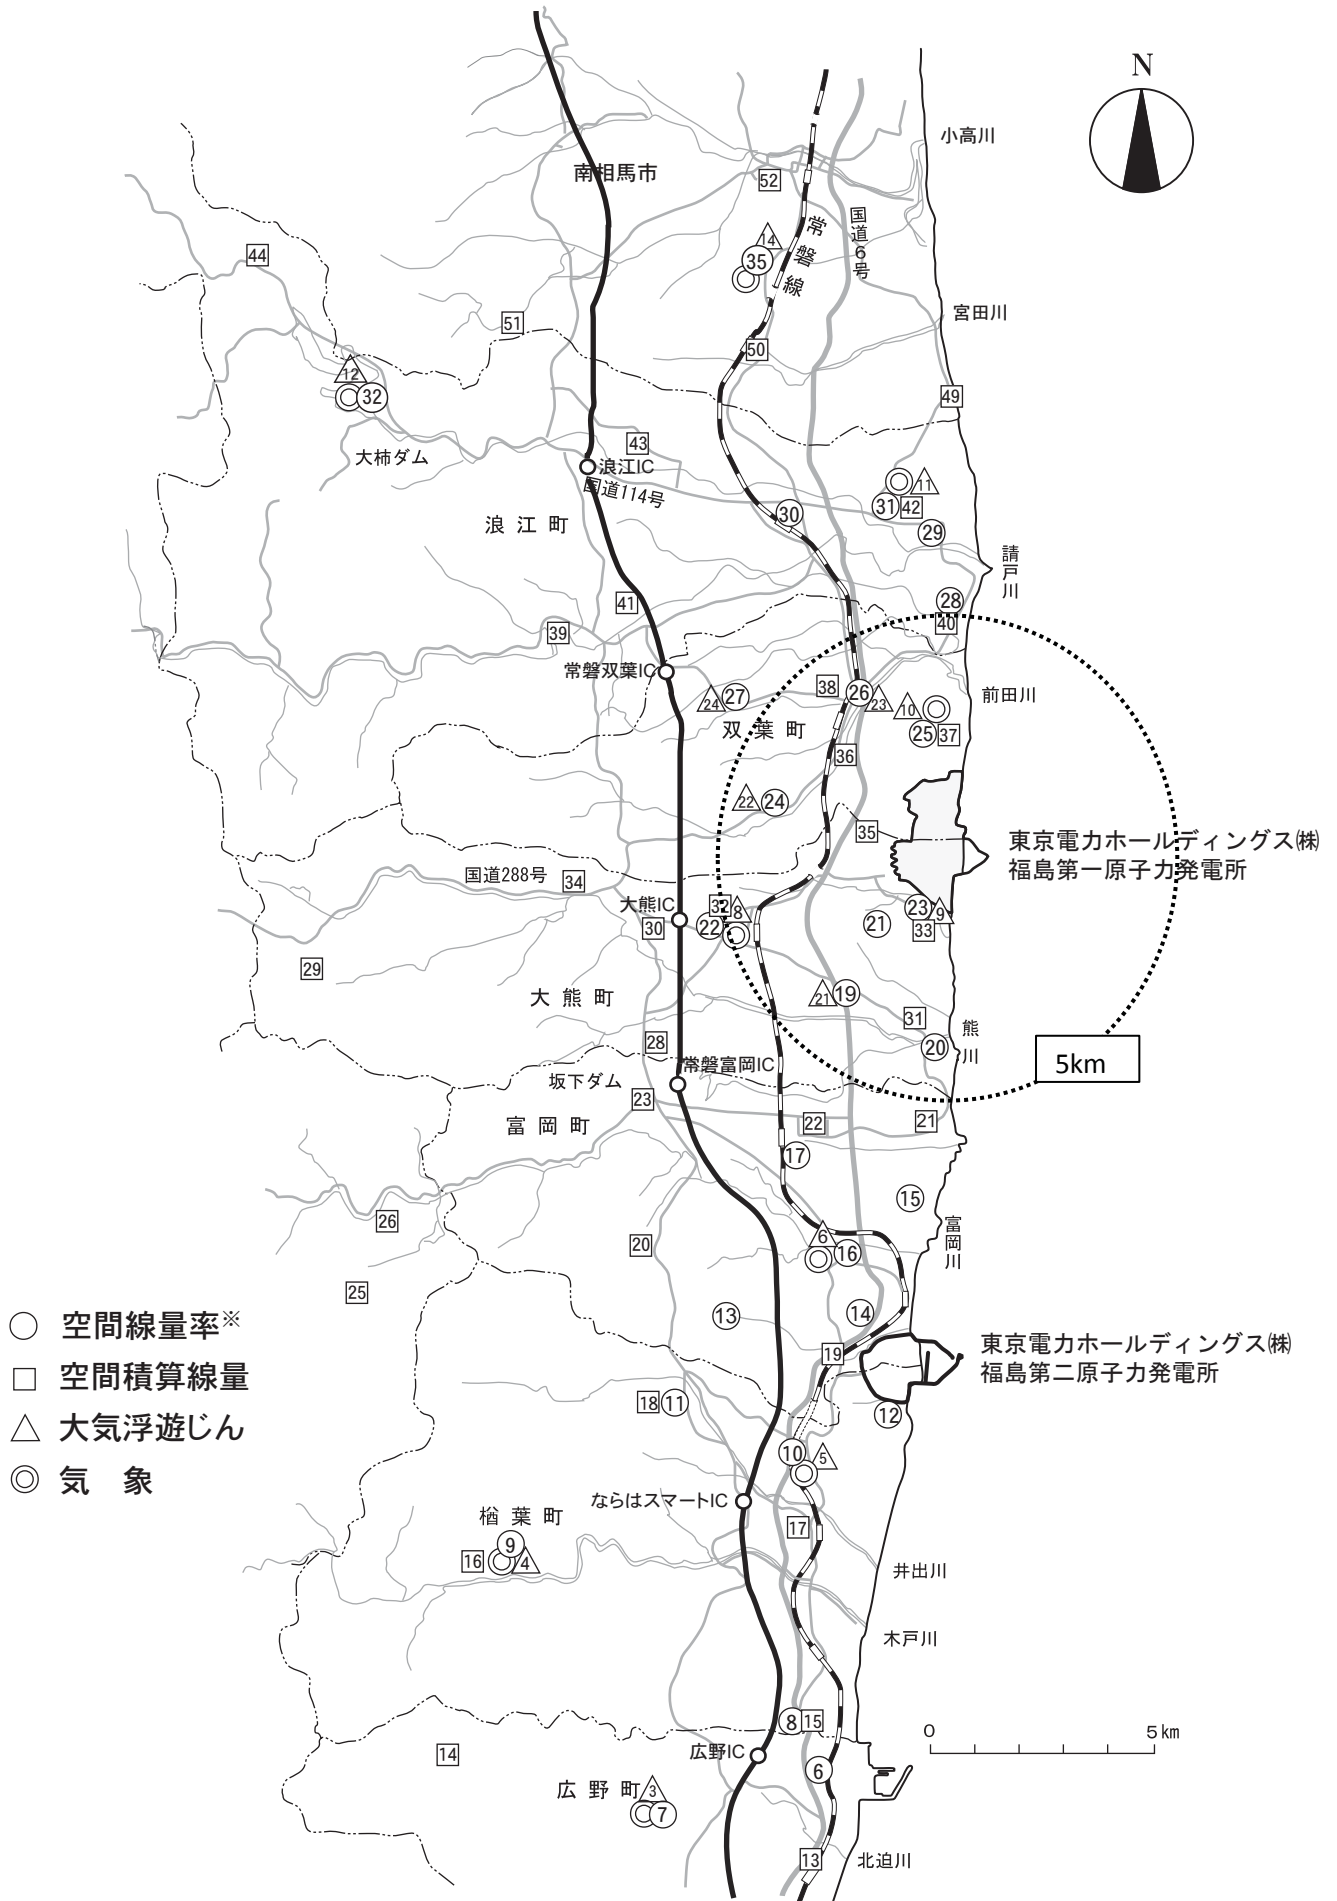 N
小高川
南相馬市
52
国道6号
14
常磐線
35
44
宮田川
51
50
12
32
49
43
大柿ダム
浪江IC
国道114号
11
31
42
30
浪江町
29
請戸川
28
41
40
39
常磐双葉IC
38
26
24
27
23
10
前田川
双葉町
25
37
36
22
24
35
東京電力ホールディングス㈱
福島第一原子力発電所
国道288号
34
大熊IC
32
8
23
9
30
22
21
33
29
大熊町
21
19
31
熊川
28
20
5km
常磐富岡IC
坂下ダム
23
富岡町
22
21
17
15
26
富岡川
6
20
16
25
13
14
○ 空間線量率※
19
東京電力ホールディングス㈱
福島第二原子力発電所
□ 空間積算線量
18
11
12
△ 大気浮遊じん
10
5
◎ 気 象
ならはスマートIC
楢葉町
17
9
16
4
井出川
木戸川
8
15
0
5km
広野IC
14
6
広野町
3
7
13
北迫川